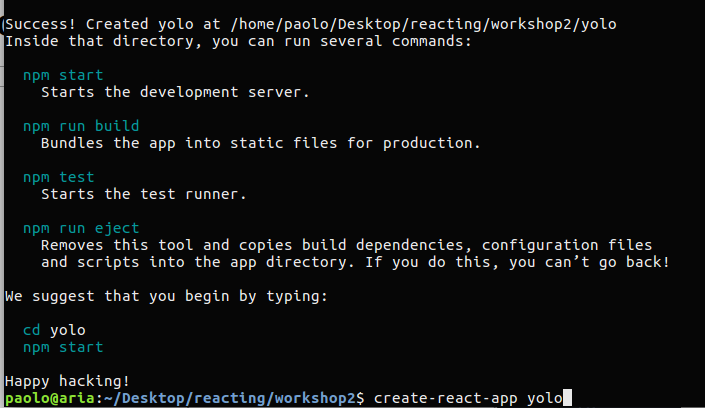 Success! Created yolo at /home/paolo/Desktop/reacting/workshop2/yolo
Inside that directory, you can run several commands:
npm start
Starts the development server.
npm run build
Bundles the app into static files for production.
npm test
Starts the test runner.
npm run eject
Removes this tool and copies build dependencies, configuration files
and scripts into the app directory. If you do this, you can’t go back!
We suggest that you begin by typing:
cd yolo
npm start
Happy hacking!
paolo@aria:~/Desktop/reacting/workshop2$ create-react-app yolo